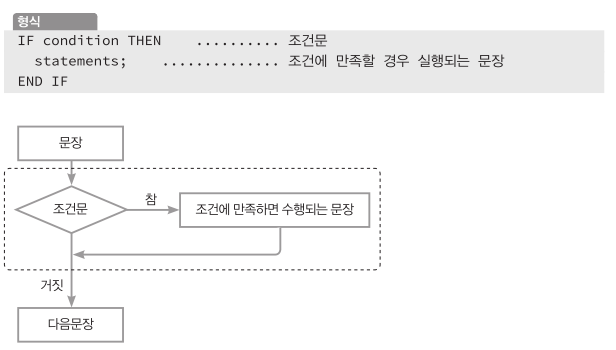 형식
IF condition THEN .......... 조건문
statements; .............. 조건에 만족할 경우 실행되는 문장
END IF
문장
조건문
참
조건에 만족하면 수행되는 문장
거짓
다음문장